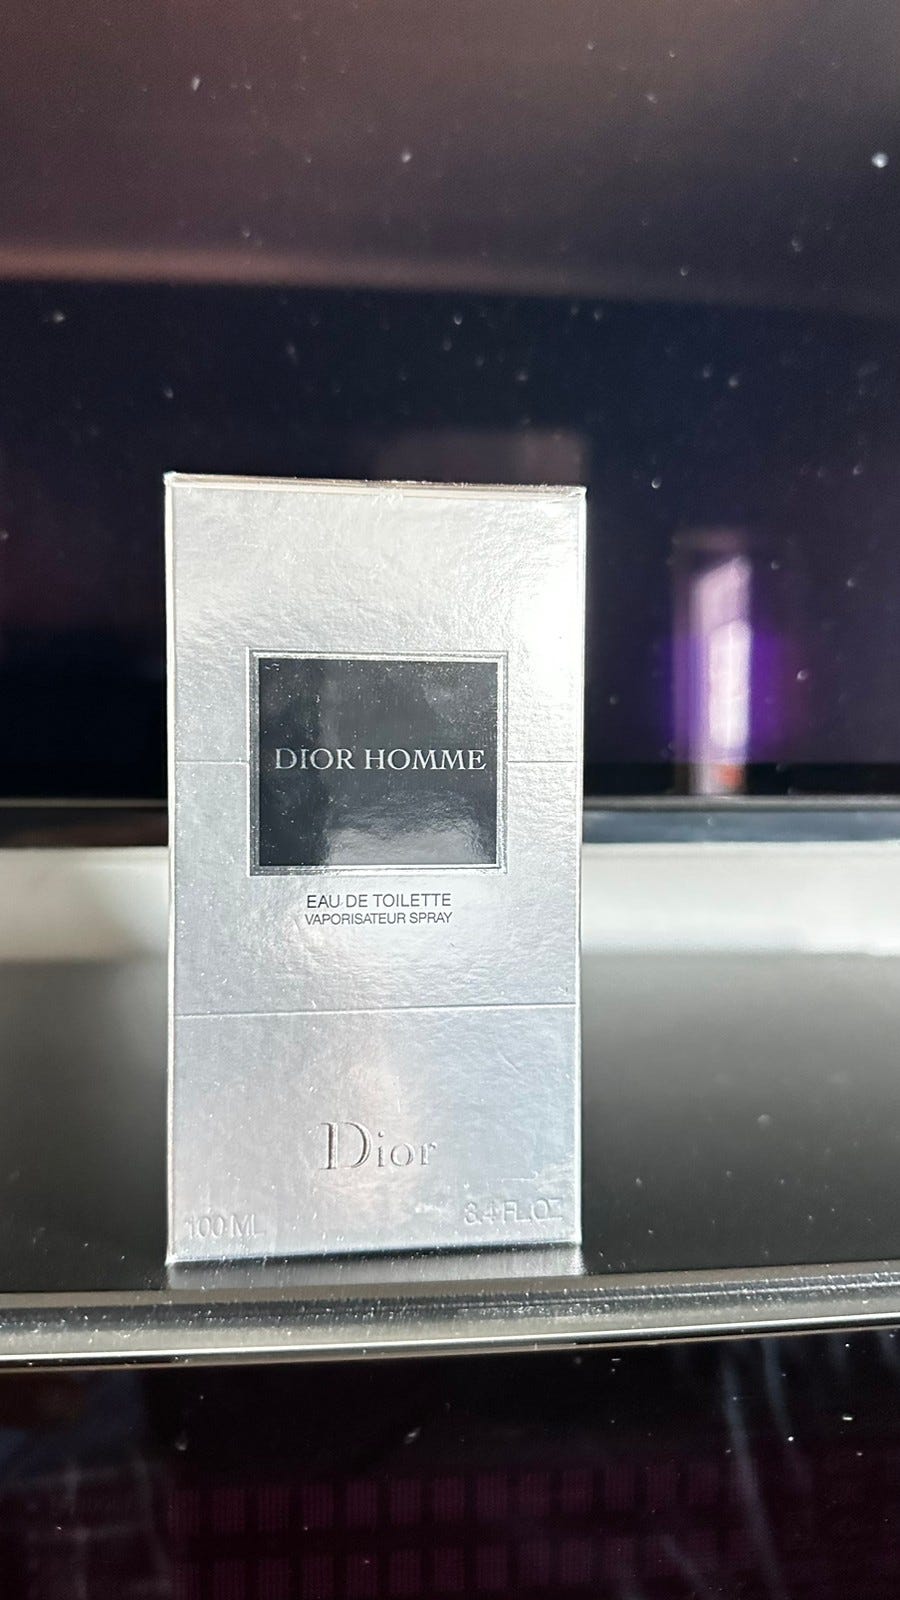 DIOR HOMME
EAU DE TOILETTE
VAPORISATEUR SPRAY
Dior
100 ML 3.4 FL.OZ